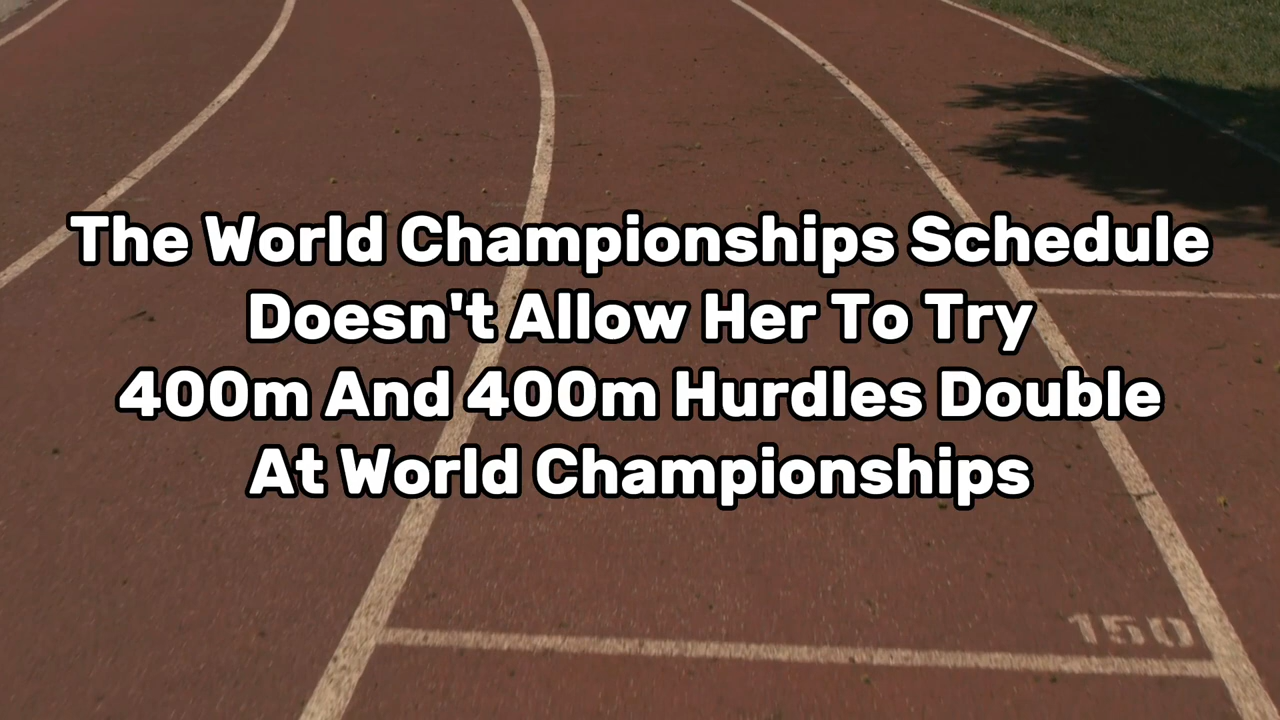 The World Championships Schedule
Doesn't Allow Her To Try
400m And 400m Hurdles Double
At World Championships
150